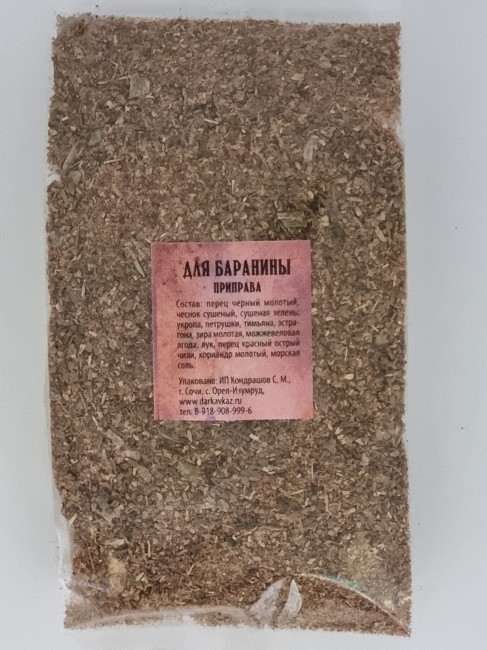 ДЛЯ БАРАНИНЫ
ПРИПРАВА
Состав: перец черный молотый,
чеснок сушеный, сушеная зелень:
укропа, петрушки, тимьяна, эстра-
гона, зира молотая, можжевеловая
ягода, лук, перец красный острый
чили, кориандр молотый, морская
соль.
Упаковано: ИП Кондрашов С. М.,
г. Сочи, с. Орел-Изумруд,
www.darkavkaz.ru
тел: 8-918-908-999-6